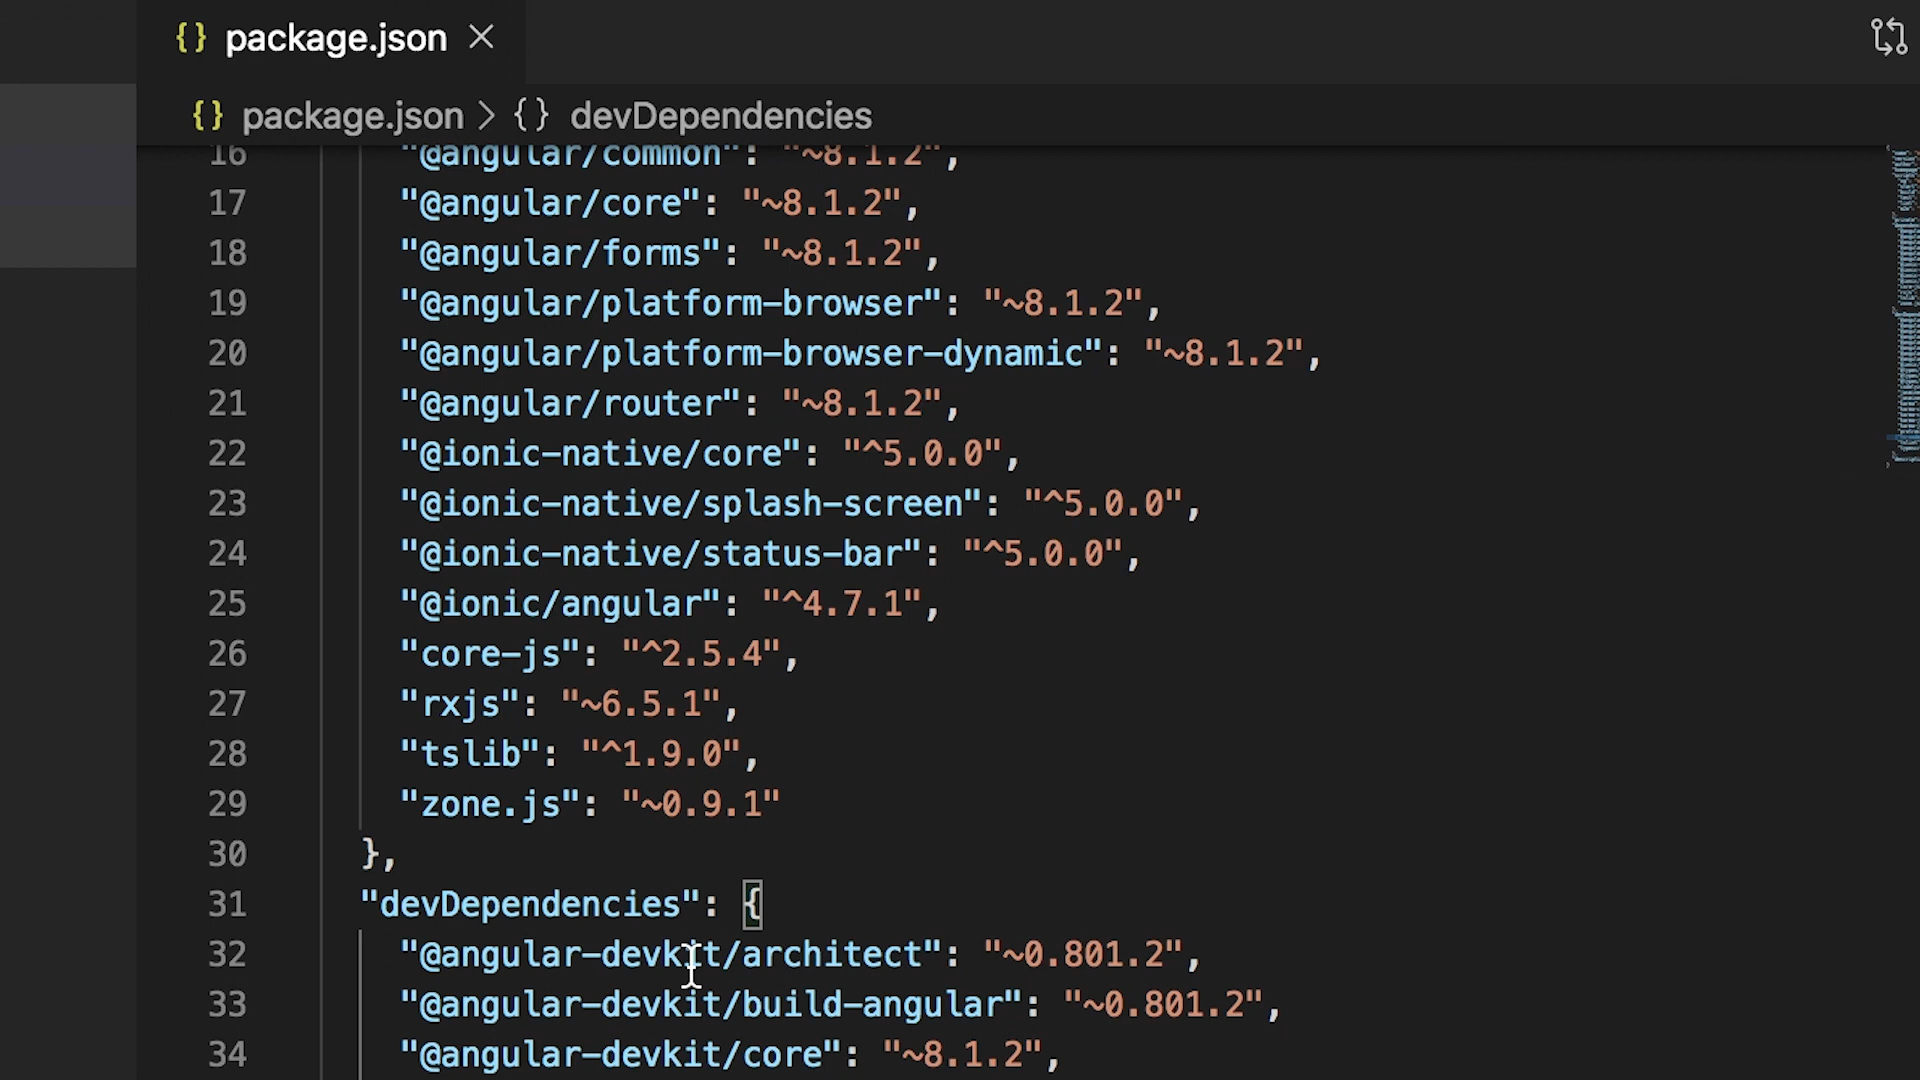 {} package.json ×
{} package.json > {} devDependencies
16 "@angular/common": "~8.1.2",
17 "@angular/core": "~8.1.2",
18 "@angular/forms": "~8.1.2",
19 "@angular/platform-browser": "~8.1.2",
20 "@angular/platform-browser-dynamic": "~8.1.2",
21 "@angular/router": "~8.1.2",
22 "@ionic-native/core": "^5.0.0",
23 "@ionic-native/splash-screen": "^5.0.0",
24 "@ionic-native/status-bar": "^5.0.0",
25 "@ionic/angular": "^4.7.1",
26 "core-js": "^2.5.4",
27 "rxjs": "~6.5.1",
28 "tslib": "^1.9.0",
29 "zone.js": "~0.9.1"
30 },
31 "devDependencies": {
32 "@angular-devkit/architect": "~0.801.2",
33 "@angular-devkit/build-angular": "~0.801.2",
34 "@angular-devkit/core": "~8.1.2",